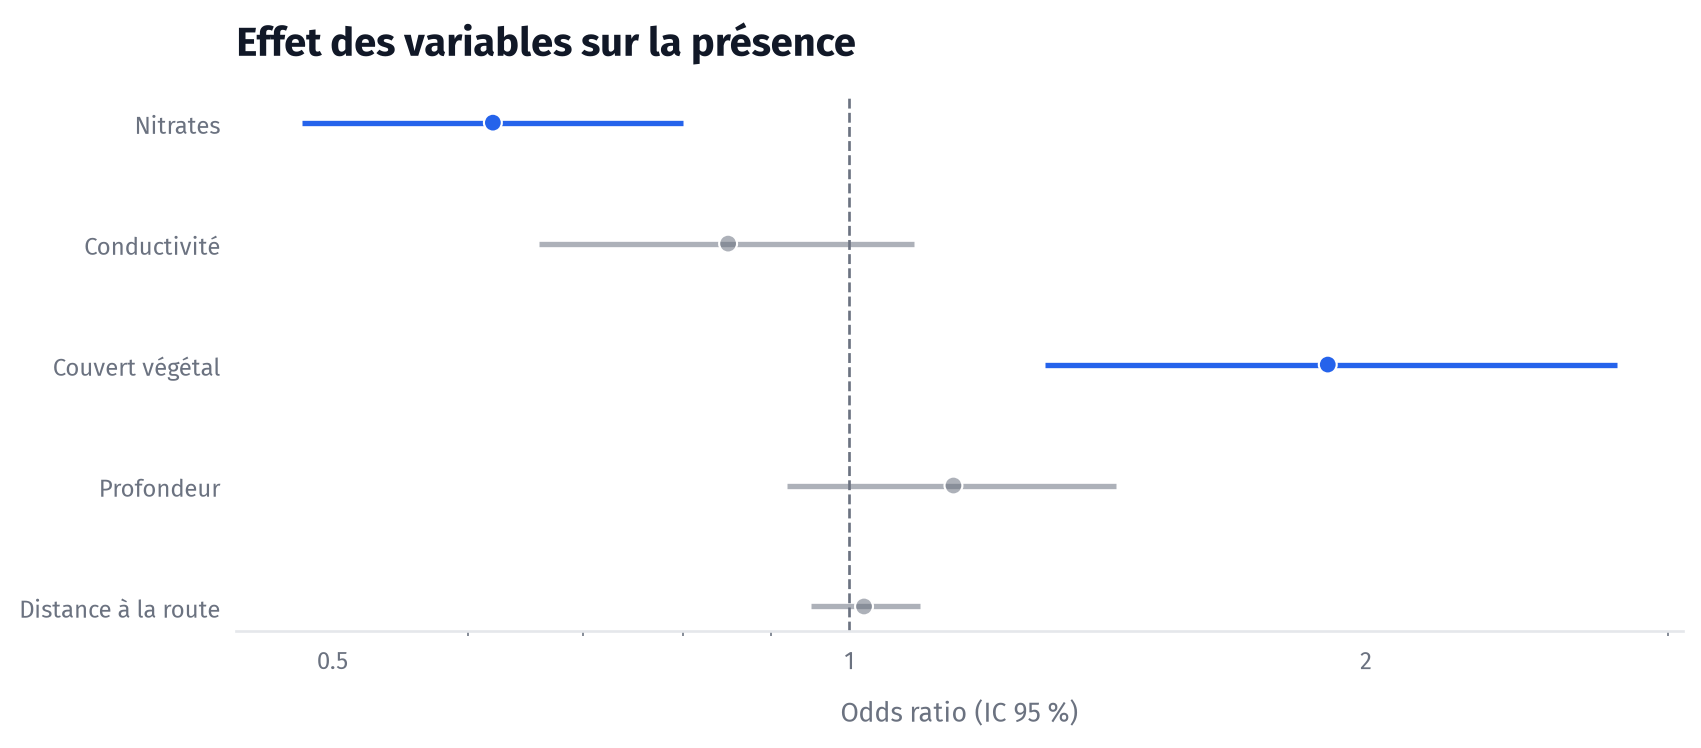 Effet des variables sur la présence
Nitrates
Conductivité
Couvert végétal
Profondeur
Distance à la route
0.5
1
2
Odds ratio (IC 95 %)